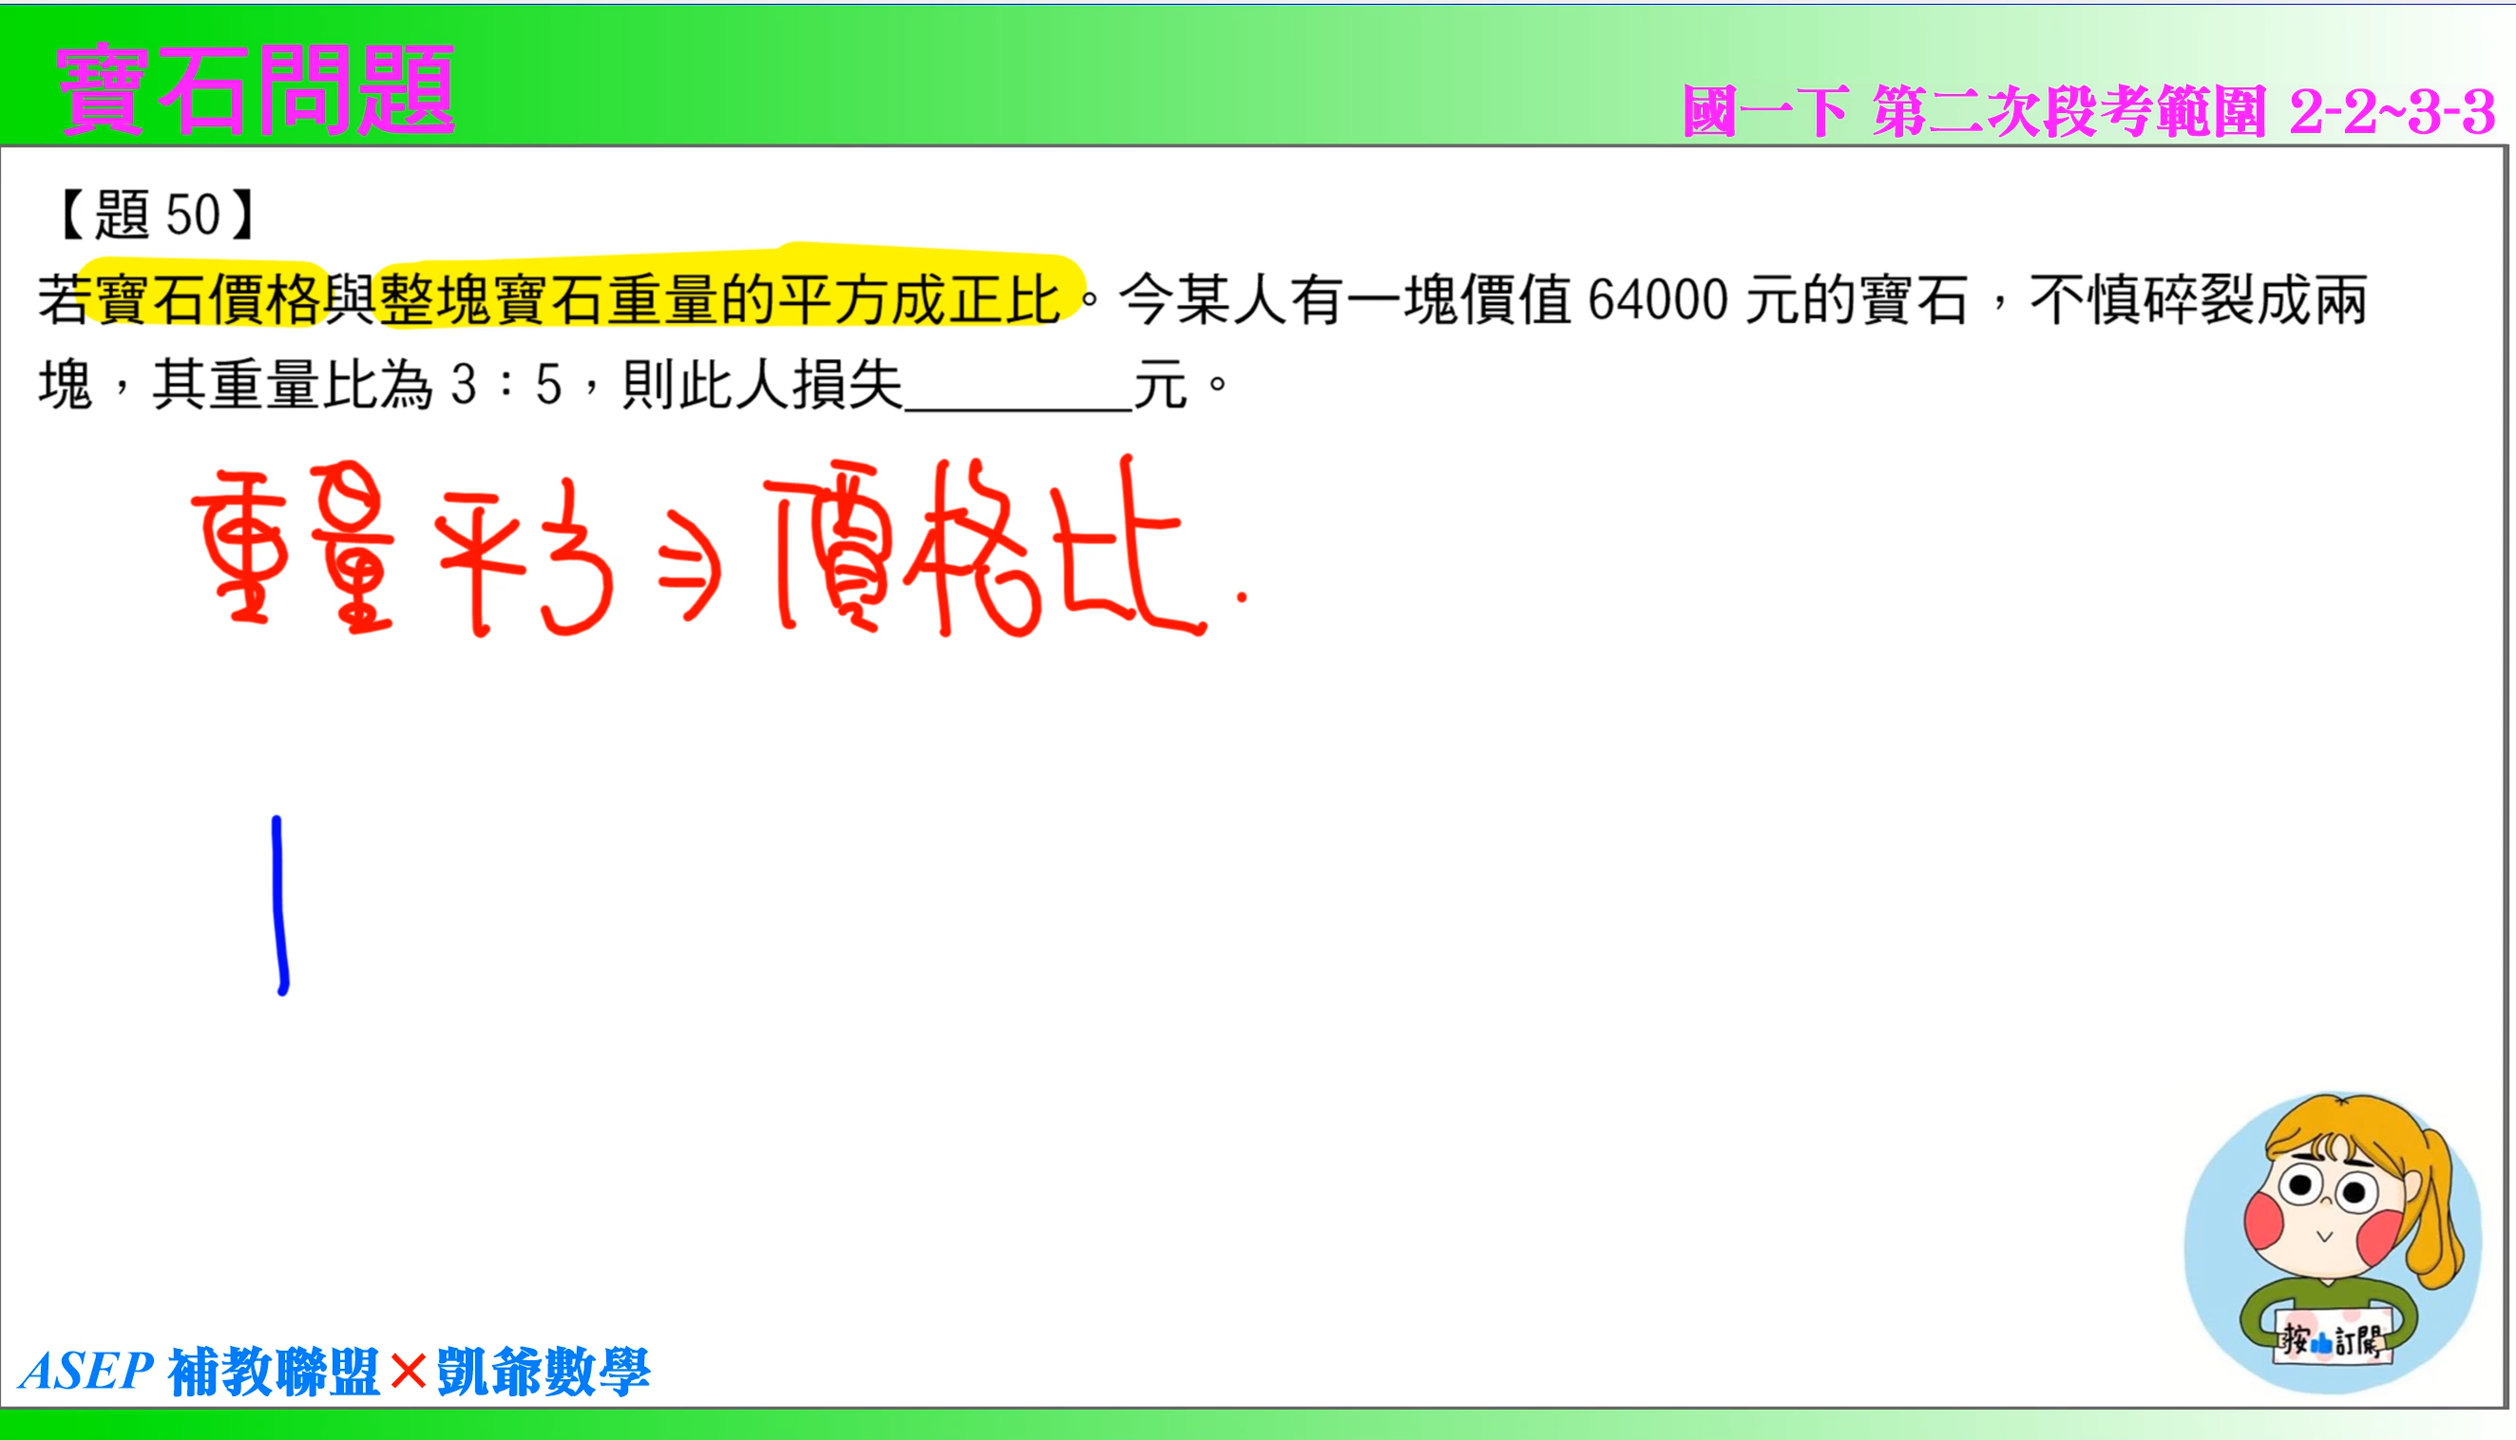 寶石問題
國一下 第二次段考範圍 2-2~3-3
【題 50】
若寶石價格與整塊寶石重量的平方成正比。今某人有一塊價值 64000 元的寶石，不慎碎裂成兩
塊，其重量比為 3：5，則此人損失________元。
重量平方⇒價格比.
按訂閱
ASEP 補教聯盟×凱爺數學